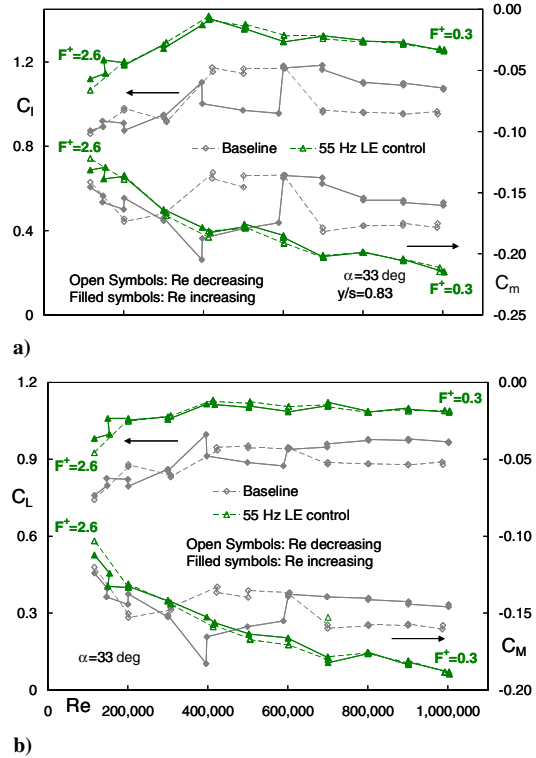 0.00
F⁺=0.3
F⁺=2.6
1.2
-0.05
C_l
0.8
-0.10
F⁺=2.6
Baseline
55 Hz LE control
-0.15
0.4
-0.20
Open Symbols: Re decreasing
α=33 deg
C_m
Filled symbols: Re increasing
y/s=0.83
F⁺=0.3
0
-0.25
a)
1.2
0.00
F⁺=0.3
0.9
-0.05
F⁺=2.6
C_L
Baseline
0.6
55 Hz LE control
-0.10
F⁺=2.6
Open Symbols: Re decreasing
Filled symbols: Re increasing
0.3
-0.15
C_M
α=33 deg
F⁺=0.3
0
-0.20
Re
200,000
400,000
600,000
800,000
1,000,000
b)